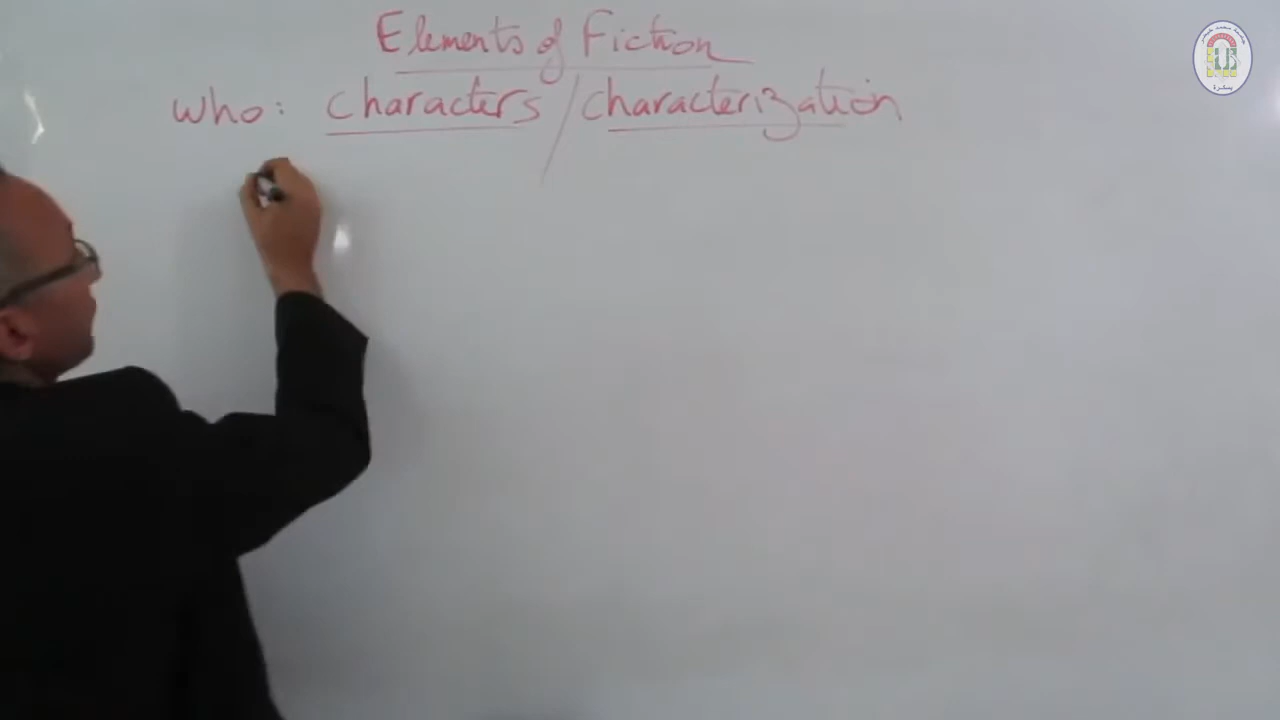 Elements of Fiction
who: characters / characterization